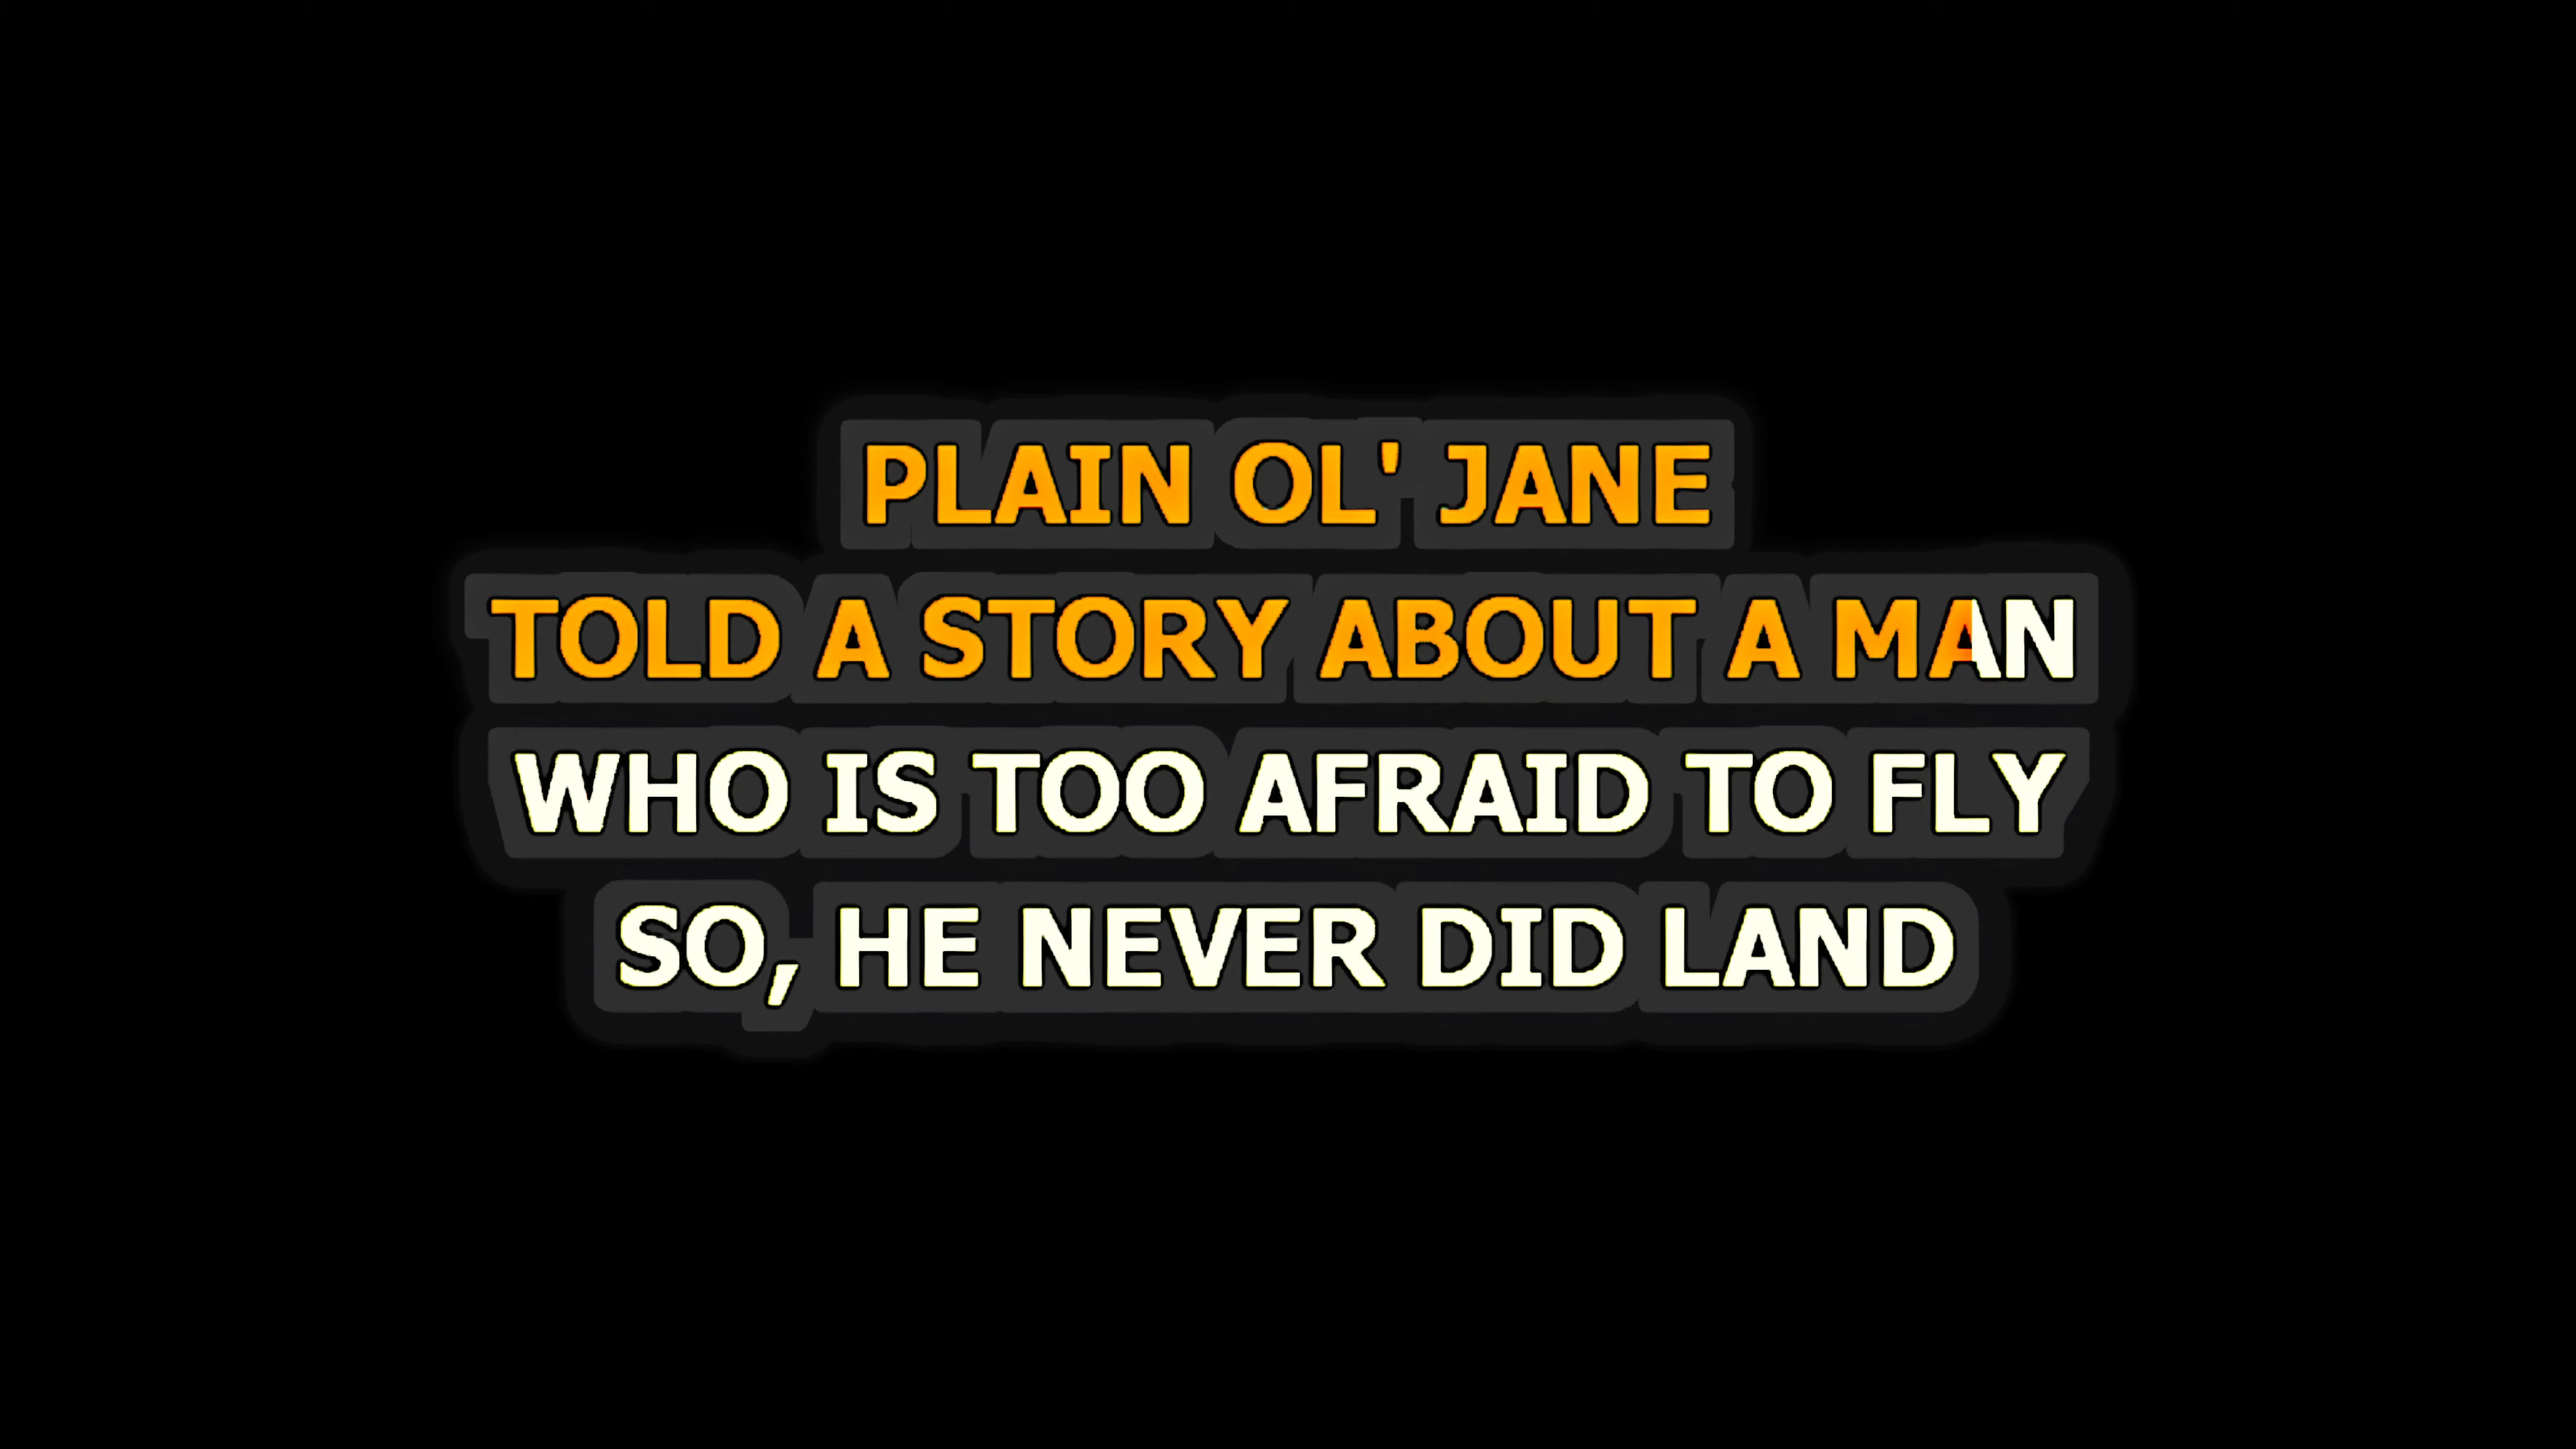 PLAIN OL' JANE
TOLD A STORY ABOUT A MAN
WHO IS TOO AFRAID TO FLY
SO, HE NEVER DID LAND